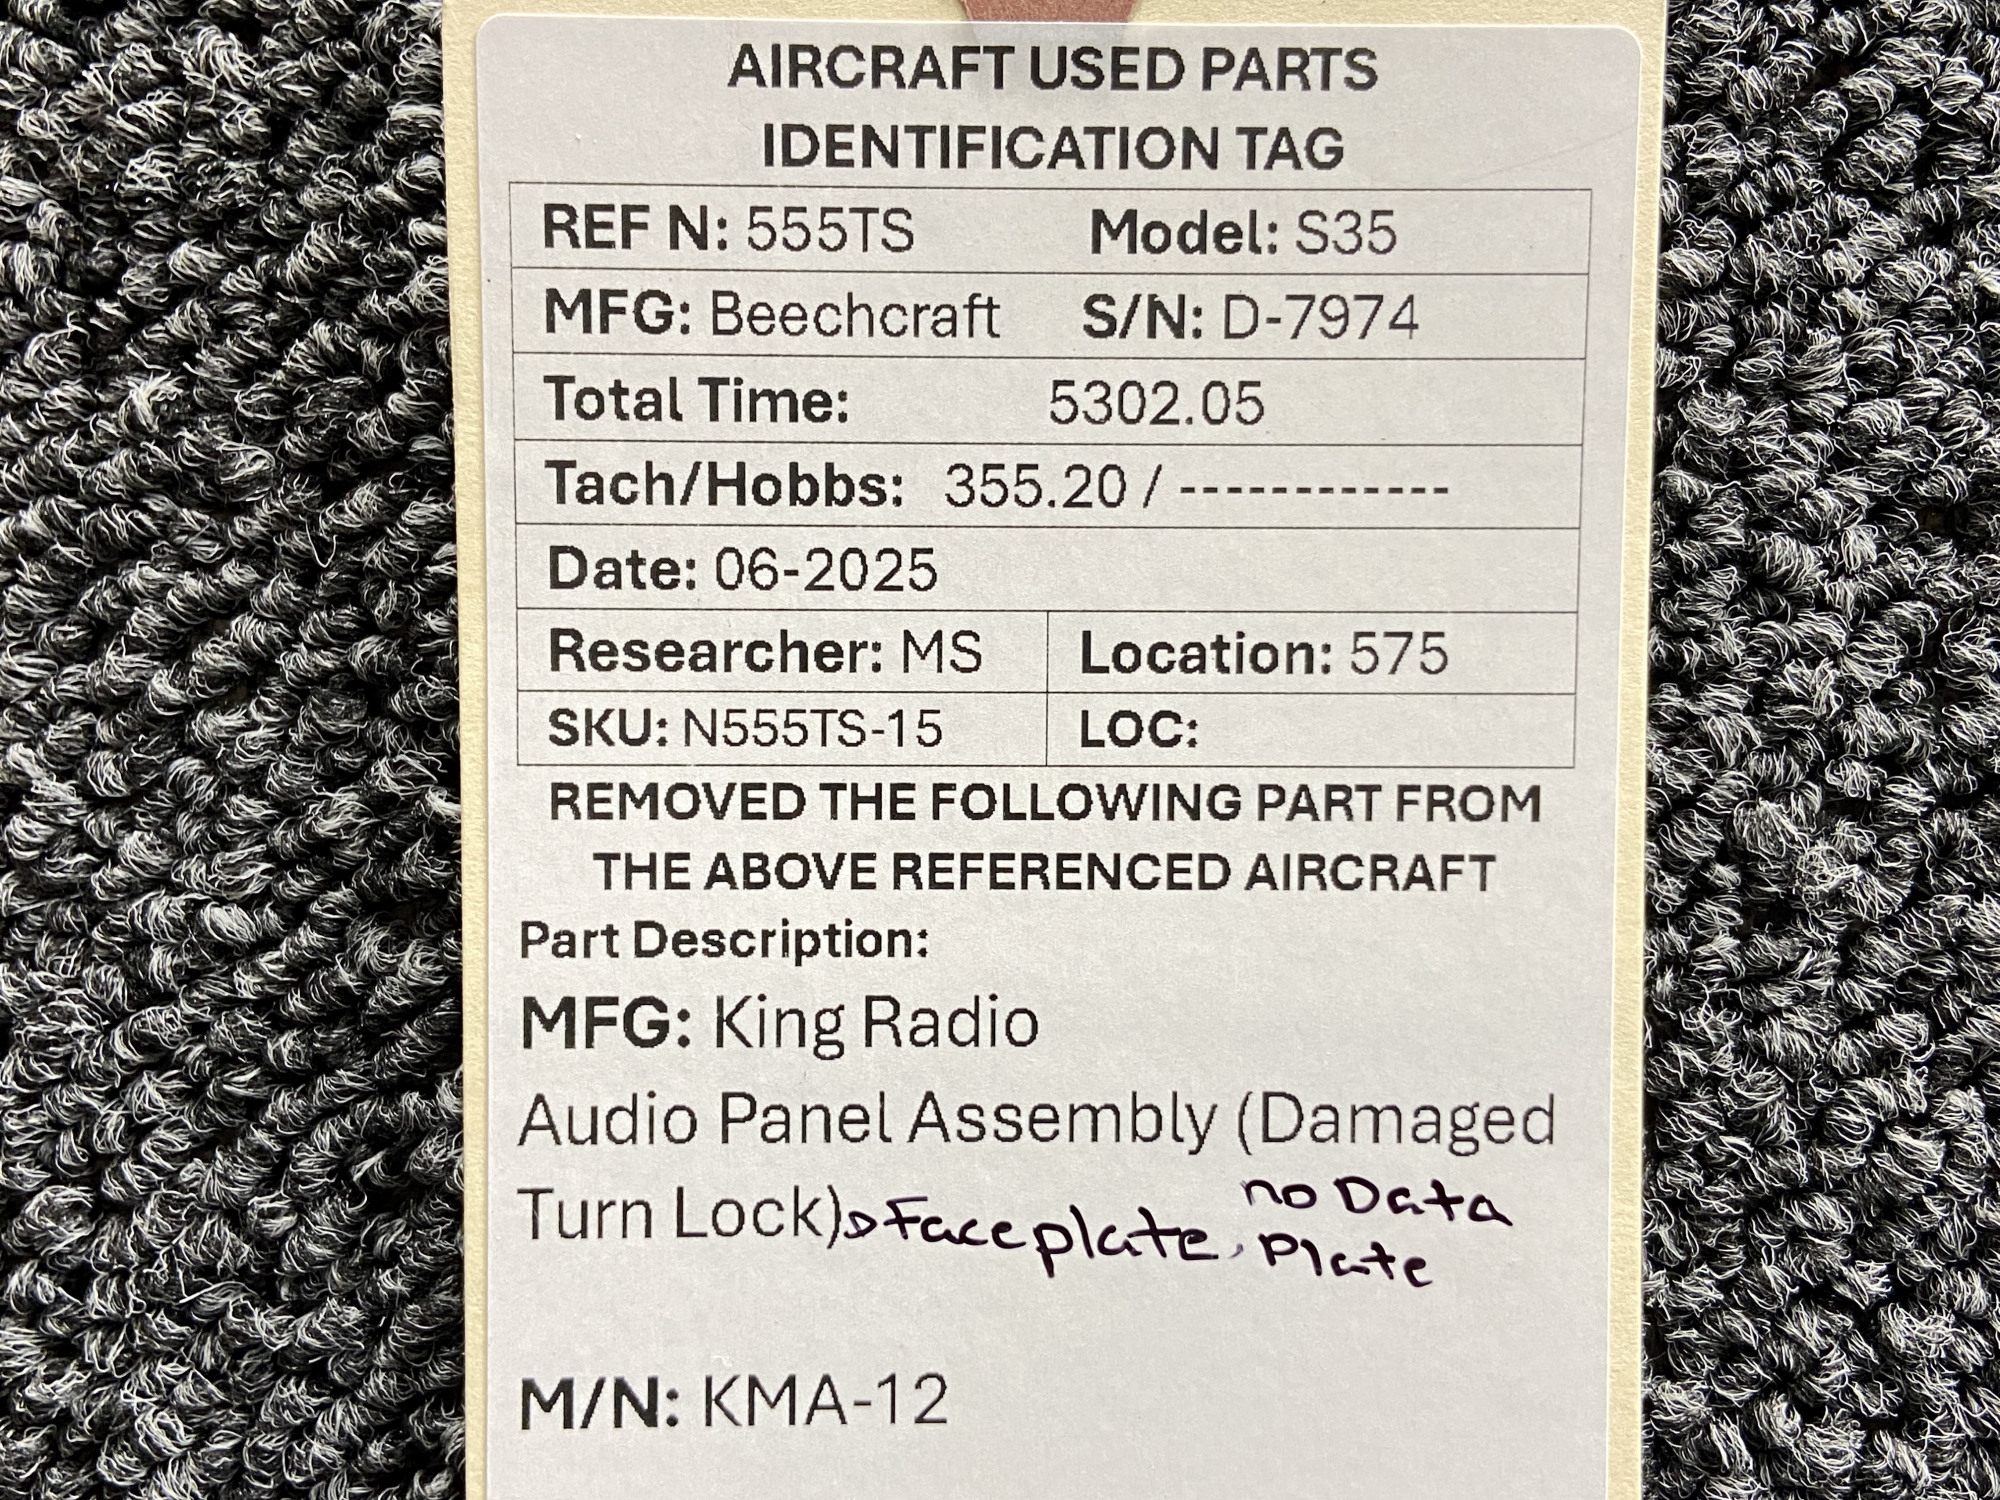 AIRCRAFT USED PARTS
IDENTIFICATION TAG
REF N: 555TS Model: S35
MFG: Beechcraft S/N: D-7974
Total Time: 5302.05
Tach/Hobbs: 355.20 / ------------
Date: 06-2025
Researcher: MS Location: 575
SKU: N555TS-15 LOC:
REMOVED THE FOLLOWING PART FROM
THE ABOVE REFERENCED AIRCRAFT
Part Description:
MFG: King Radio
Audio Panel Assembly (Damaged
Turn Lock) Faceplate, no Data
Plate
M/N: KMA-12